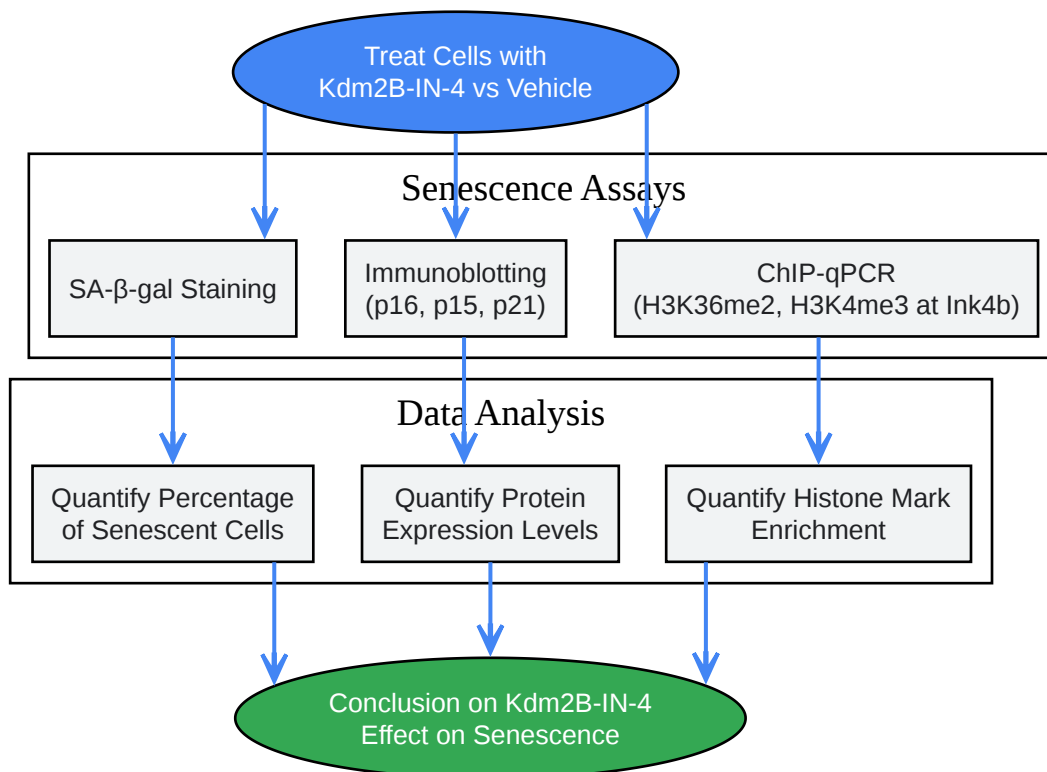 Treat Cells with
Kdm2B-IN-4 vs Vehicle
Senescence Assays
SA-β-gal Staining
Immunoblotting
(p16, p15, p21)
ChIP-qPCR
(H3K36me2, H3K4me3 at Ink4b)
Data Analysis
Quantify Percentage
of Senescent Cells
Quantify Protein
Expression Levels
Quantify Histone Mark
Enrichment
Conclusion on Kdm2B-IN-4
Effect on Senescence